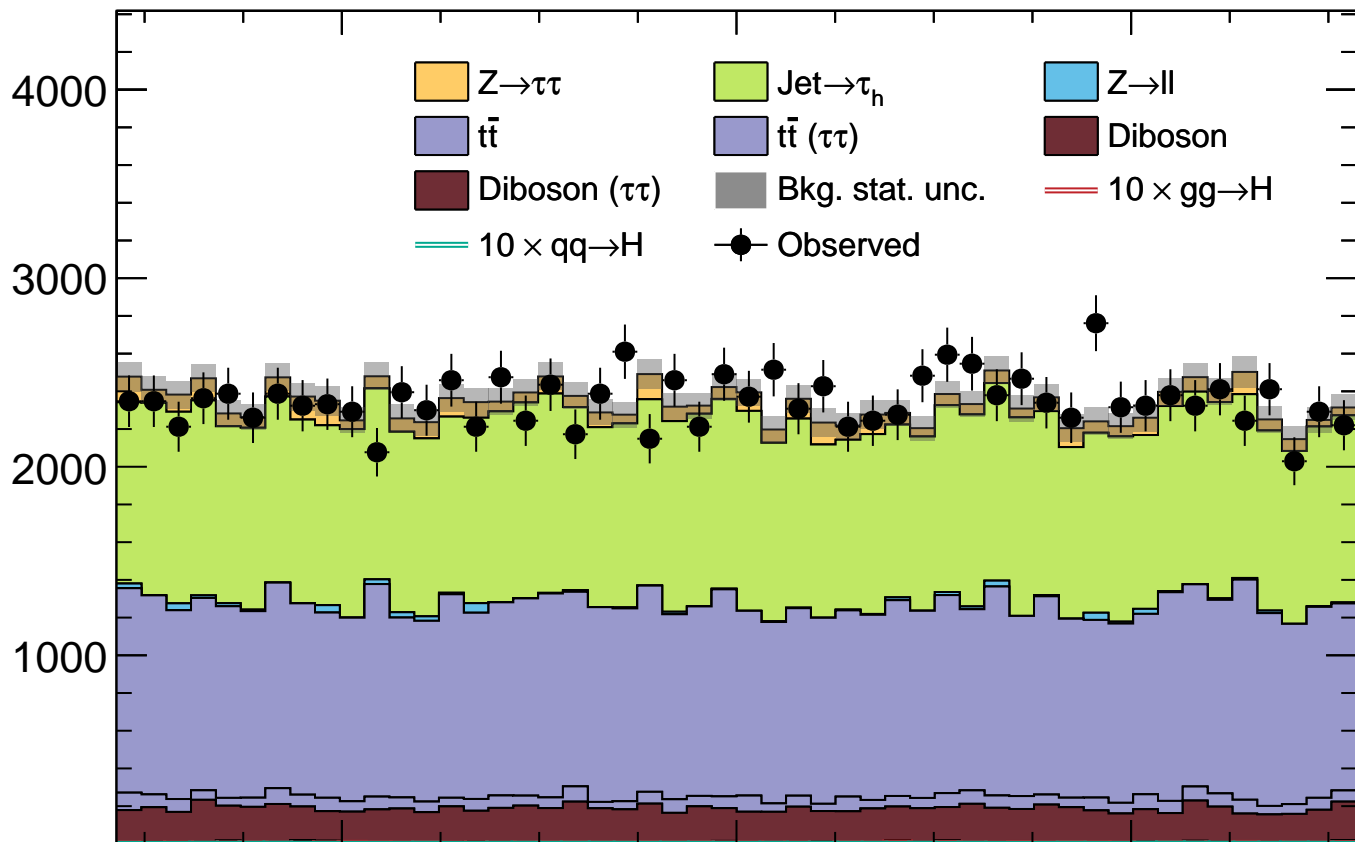 4000
Z→ττ Jet→τh Z→ll
tt̄ tt̄ (ττ) Diboson
Diboson (ττ) Bkg. stat. unc. 10 × gg→H
10 × qq→H Observed
3000
2000
1000